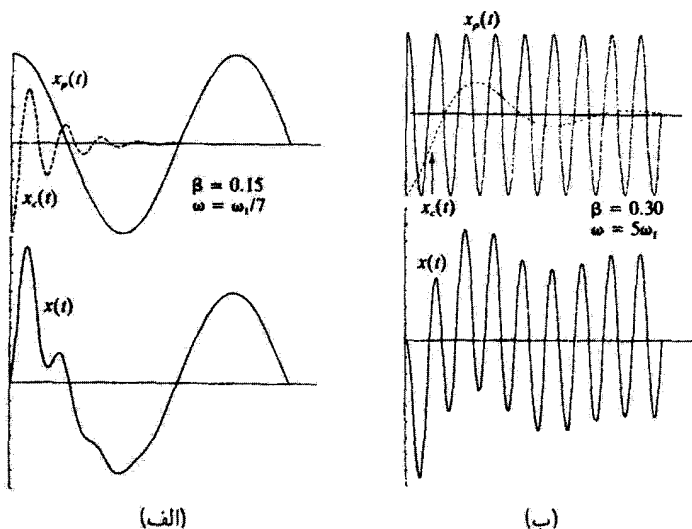 x_p(t)
x_c(t)
β = 0.15
ω = ω₁/7
x(t)
(الف)
x_p(t)
x_c(t)
β = 0.30
ω = 5ω₁
x(t)
(ب)